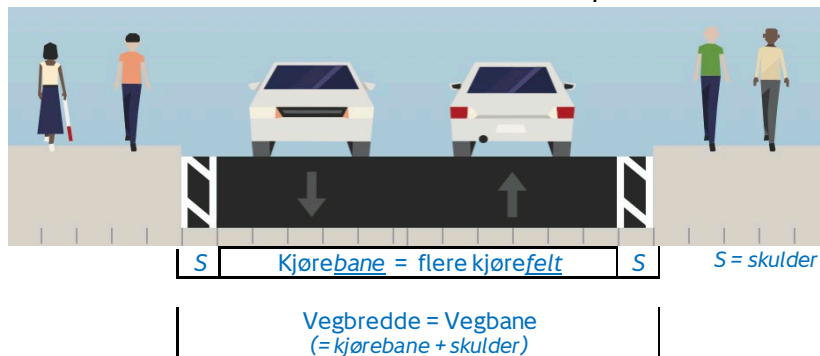 S Kjørebane = flere kjørefelt S S = skulder
Vegbredde = Vegbane
(= kjørebane + skulder)